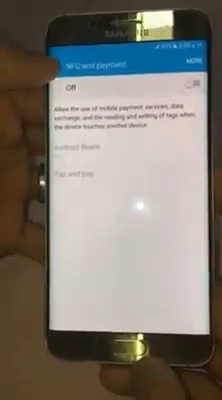 SAMSUNG
NFC and payment MORE
Off
Allow the use of mobile payment services, data
exchange, and the reading and writing of tags when
the device touches another device
Android Beam
Tap and pay